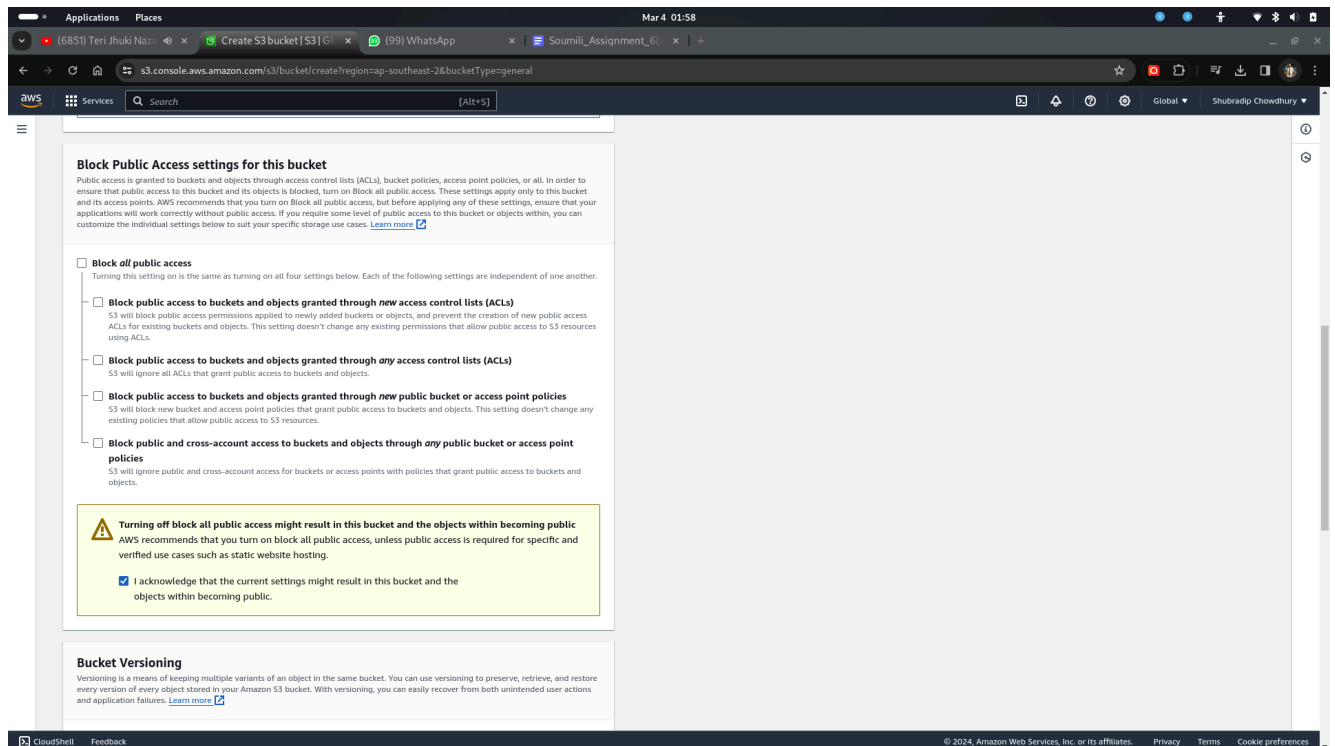 Applications Places Mar 4 01:58
(6851) Teri Jhuki Naza Create S3 bucket | S3 | Gl (99) WhatsApp Soumili_Assignment_6(
s3.console.aws.amazon.com/s3/bucket/create?region=ap-southeast-2&bucketType=general
aws Services Search [Alt+S] Global Shubradip Chowdhury
Block Public Access settings for this bucket
Public access is granted to buckets and objects through access control lists (ACLs), bucket policies, access point policies, or all. In order to
ensure that public access to this bucket and its objects is blocked, turn on Block all public access. These settings apply only to this bucket
and its access points. AWS recommends that you turn on Block all public access, but before applying any of these settings, ensure that your
applications will work correctly without public access. If you require some level of public access to this bucket or objects within, you can
customize the individual settings below to suit your specific storage use cases. Learn more
Block all public access
Turning this setting on is the same as turning on all four settings below. Each of the following settings are independent of one another.
Block public access to buckets and objects granted through new access control lists (ACLs)
S3 will block public access permissions applied to newly added buckets or objects, and prevent the creation of new public access
ACLs for existing buckets and objects. This setting doesn't change any existing permissions that allow public access to S3 resources
using ACLs.
Block public access to buckets and objects granted through any access control lists (ACLs)
S3 will ignore all ACLs that grant public access to buckets and objects.
Block public access to buckets and objects granted through new public bucket or access point policies
S3 will block new bucket and access point policies that grant public access to buckets and objects. This setting doesn't change any
existing policies that allow public access to S3 resources.
Block public and cross-account access to buckets and objects through any public bucket or access point
policies
S3 will ignore public and cross-account access for buckets or access points with policies that grant public access to buckets and
objects.
Turning off block all public access might result in this bucket and the objects within becoming public
AWS recommends that you turn on block all public access, unless public access is required for specific and
verified use cases such as static website hosting.
I acknowledge that the current settings might result in this bucket and the
objects within becoming public.
Bucket Versioning
Versioning is a means of keeping multiple variants of an object in the same bucket. You can use versioning to preserve, retrieve, and restore
every version of every object stored in your Amazon S3 bucket. With versioning, you can easily recover from both unintended user actions
and application failures. Learn more
CloudShell Feedback © 2024, Amazon Web Services, Inc. or its affiliates. Privacy Terms Cookie preferences